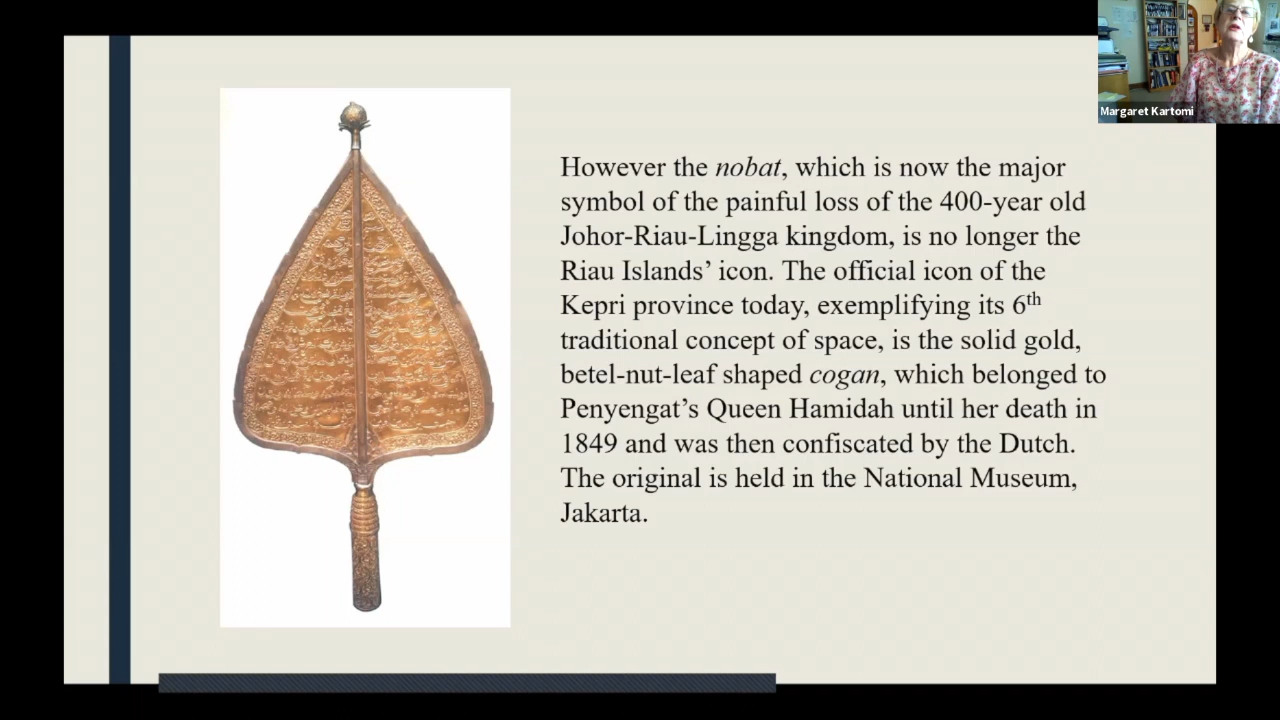 Margaret Kartomi
However the nobat, which is now the major
symbol of the painful loss of the 400-year old
Johor-Riau-Lingga kingdom, is no longer the
Riau Islands’ icon. The official icon of the
Kepri province today, exemplifying its 6th
traditional concept of space, is the solid gold,
betel-nut-leaf shaped cogan, which belonged to
Penyengat’s Queen Hamidah until her death in
1849 and was then confiscated by the Dutch.
The original is held in the National Museum,
Jakarta.